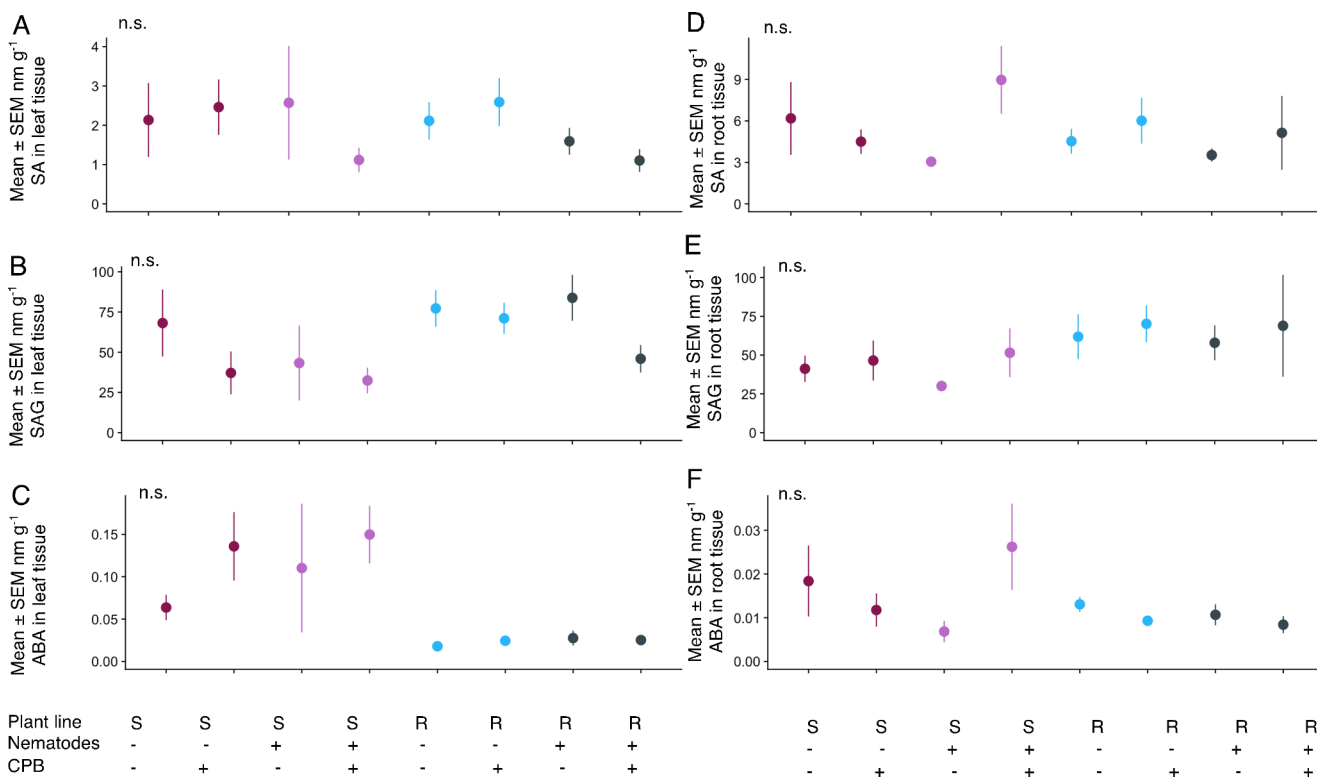 A
n.s.
Mean ± SEM nm g⁻¹
SA in leaf tissue
4
3
2
1
0
D
n.s.
Mean ± SEM nm g⁻¹
SA in root tissue
9
6
3
0
B
n.s.
Mean ± SEM nm g⁻¹
SAG in leaf tissue
100
75
50
25
0
E
n.s.
Mean ± SEM nm g⁻¹
SAG in root tissue
100
75
50
25
0
C
n.s.
Mean ± SEM nm g⁻¹
ABA in leaf tissue
0.15
0.10
0.05
0.00
F
n.s.
Mean ± SEM nm g⁻¹
ABA in root tissue
0.03
0.02
0.01
0.00
Plant line S S S S R R R R
Nematodes - - + + - - + +
CPB - + - + - + - +
S S S S R R R R
- - + + - - + +
- + - + - + - +